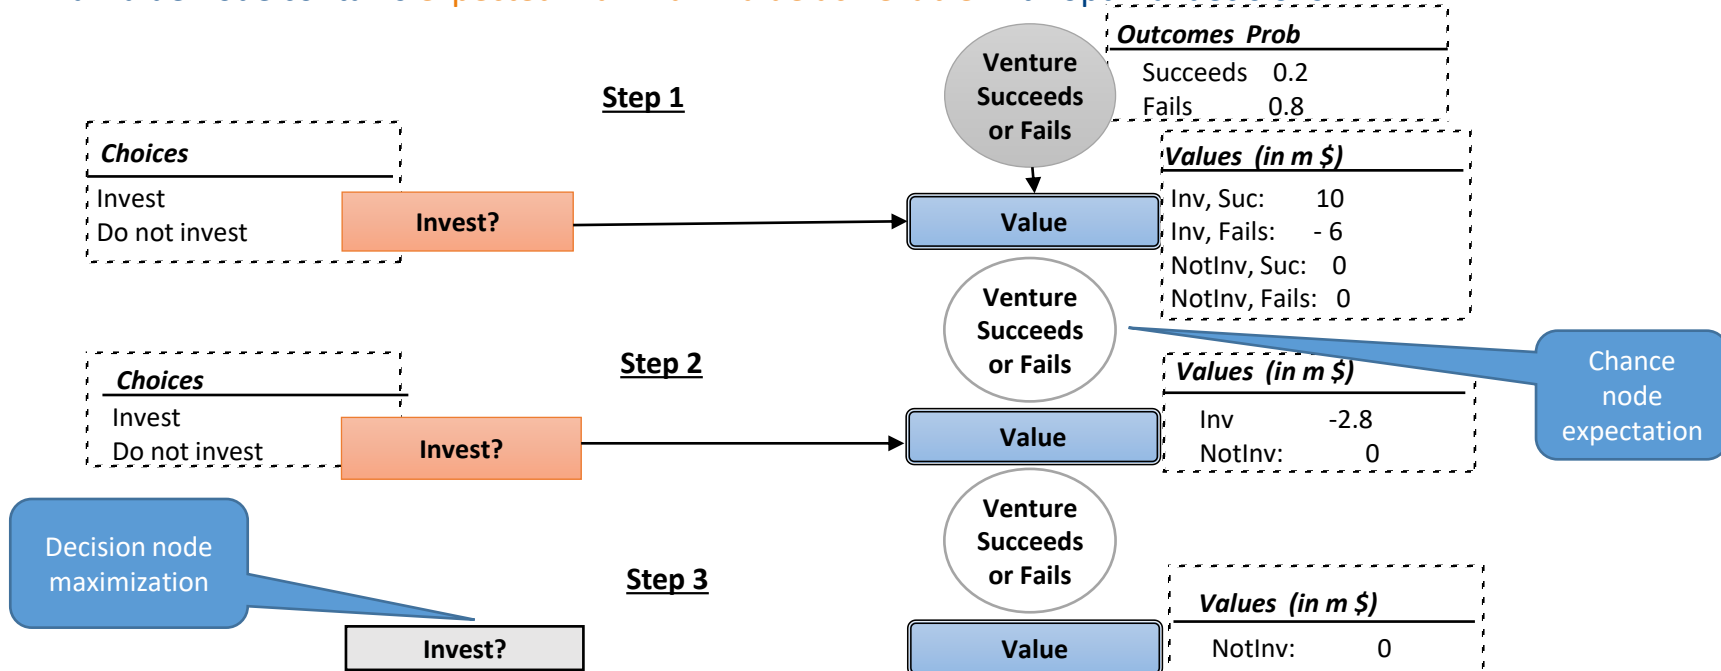 Outcomes Prob
Succeeds 0.2
Fails 0.8
Venture
Succeeds
or Fails
Step 1
Choices
Invest
Do not invest
Invest?
Value
Values (in m $)
Inv, Suc: 10
Inv, Fails: - 6
NotInv, Suc: 0
NotInv, Fails: 0
Venture
Succeeds
or Fails
Step 2
Choices
Invest
Do not invest
Invest?
Value
Values (in m $)
Inv -2.8
NotInv: 0
Chance
node
expectation
Decision node
maximization
Venture
Succeeds
or Fails
Step 3
Invest?
Value
Values (in m $)
NotInv: 0